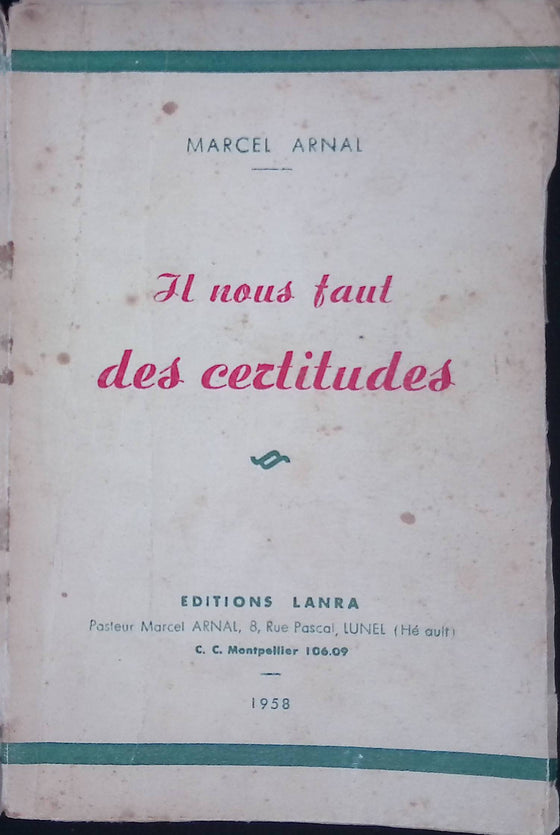 MARCEL ARNAL
Il nous faut
des certitudes
EDITIONS LANRA
Pasteur Marcel ARNAL, 8, Rue Pascal, LUNEL (Hé ault)
C. C. Montpellier 106.09
1958